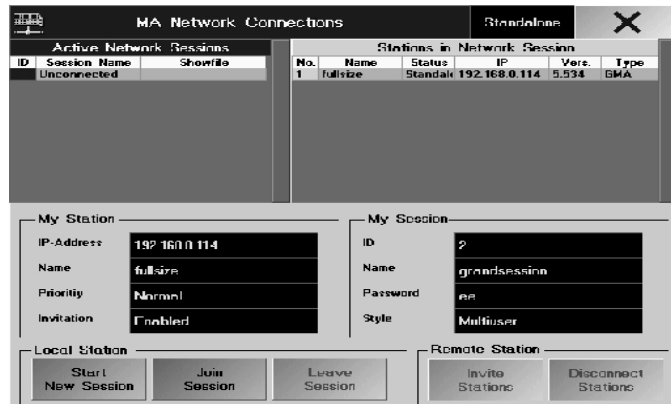 MA Network Connections
Standalone
Active Network Sessions
ID Session Name Showfile
Unconnected
Stations in Network Session
No. Name Status IP Vers. Type
1 fullsize Standal 192.168.0.114 5.534 GMA
My Station
IP-Address 192.168.0.114
Name fullsize
Prioritiy Normal
Invitation Enabled
My Session
ID 2
Name grandsession
Password ee
Style Multiuser
Local Station
Start New Session
Join Session
Leave Session
Remote Station
Invite Stations
Disconnect Stations